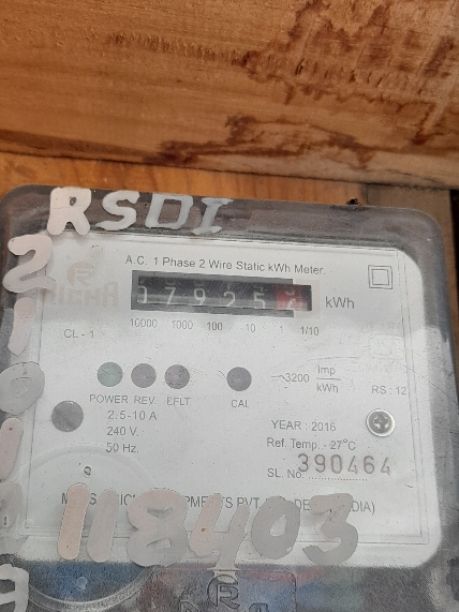 RSDI
2
A.C. 1 Phase 2 Wire Static kWh Meter.
17925
kWh
10000 1000 100 10 1 1/10
CL - 1
3200 Imp/kWh
RS : 12
POWER REV. EFLT CAL
2.5-10 A
240 V.
50 Hz.
YEAR : 2016
Ref. Temp. - 27°C
SL. No. 390464
118403